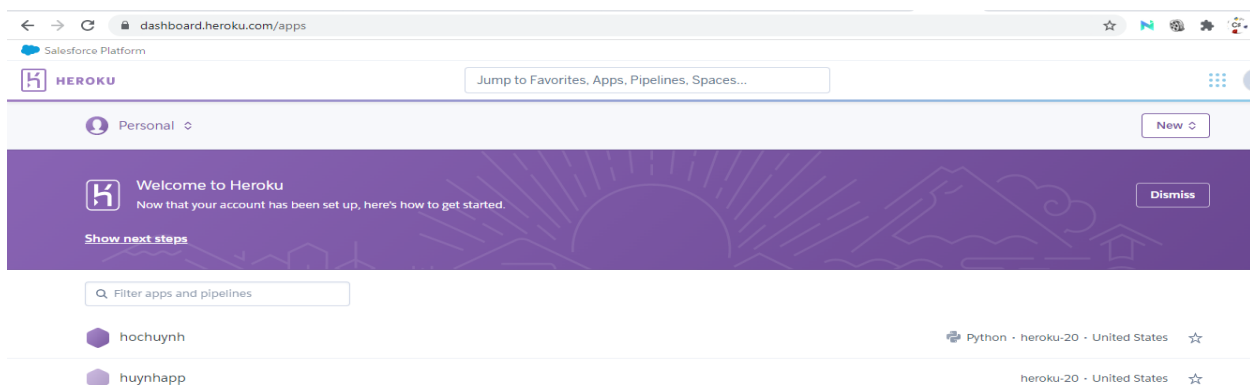 dashboard.heroku.com/apps
Salesforce Platform
HEROKU
Jump to Favorites, Apps, Pipelines, Spaces...
Personal
New
Welcome to Heroku
Now that your account has been set up, here's how to get started.
Dismiss
Show next steps
Filter apps and pipelines
hochuynh
Python · heroku-20 · United States
huynhapp
heroku-20 · United States